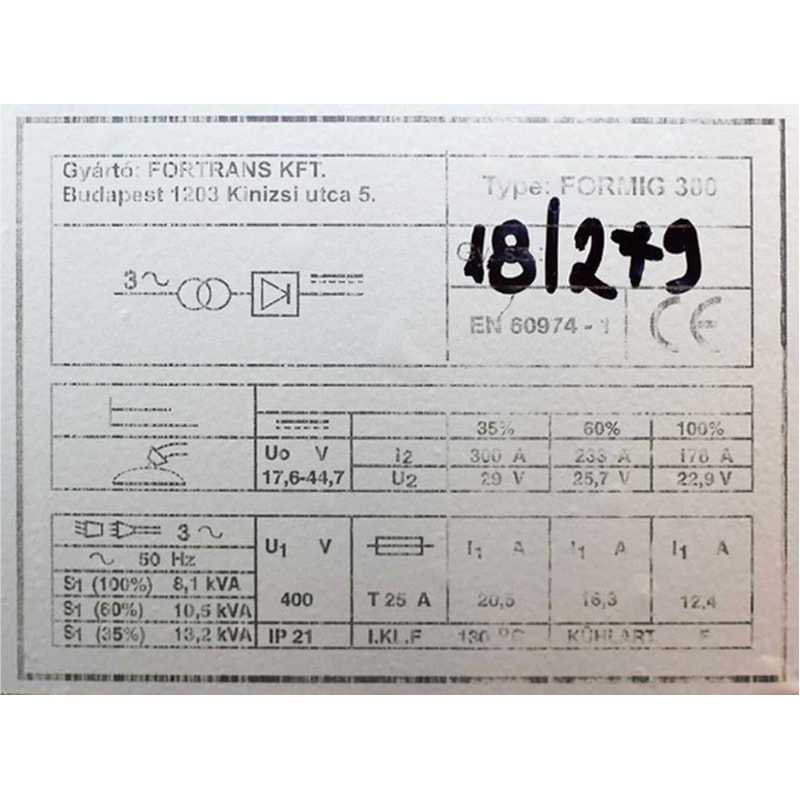 Gyártó: FORTRANS KFT.
Budapest 1203 Kinizsi utca 5.
Type: FORMIG 300
18/279
3~
EN 60974 - 1
CE
35% 60% 100%
Uo V I2 300 A 233 A 178 A
17,6-44,7 U2 29 V 25,7 V 22,9 V
3~ U1 V I1 A I1 A I1 A
~ 50 Hz
S1 (100%) 8,1 kVA
400 T 25 A 20,5 16,3 12,4
S1 (60%) 10,5 kVA
S1 (35%) 13,2 kVA IP 21 I.KL.F 130 °C KÜHLART F